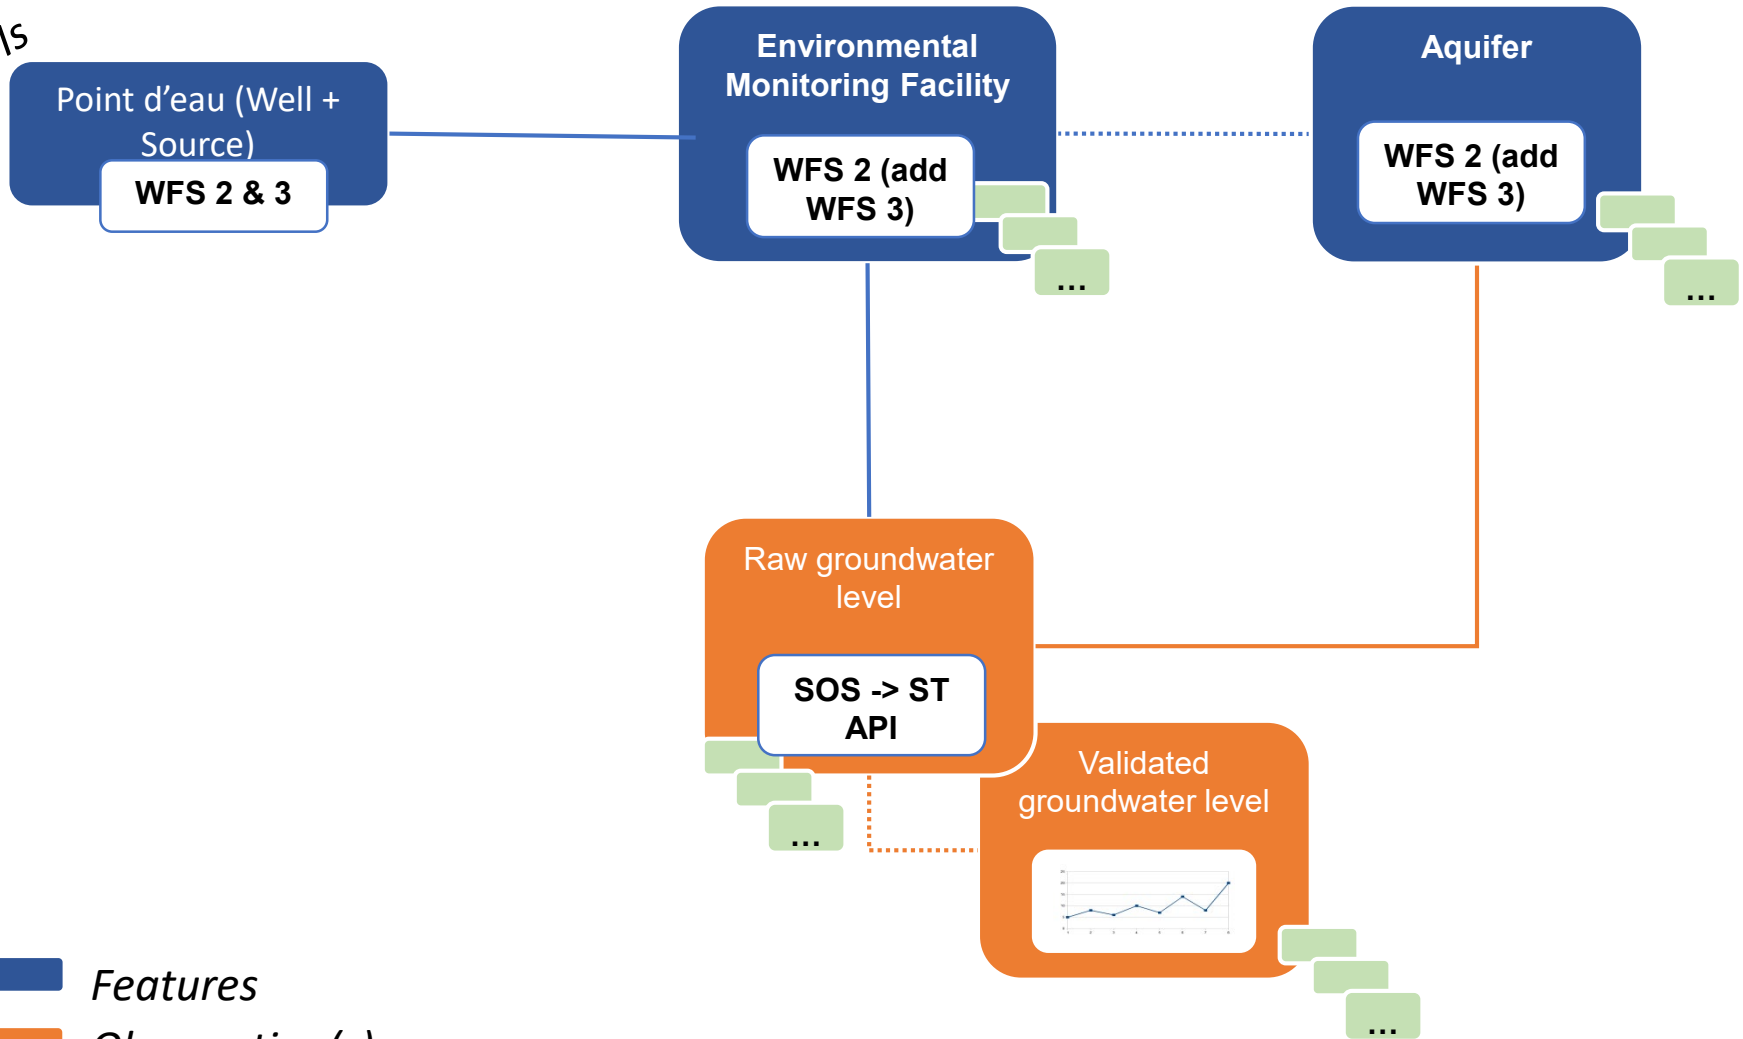 ls
Point d'eau (Well +
Source)
WFS 2 & 3
Environmental
Monitoring Facility
WFS 2 (add
WFS 3)
...
Aquifer
WFS 2 (add
WFS 3)
...
Raw groundwater
level
SOS -> ST
API
...
Validated
groundwater level
...
Features